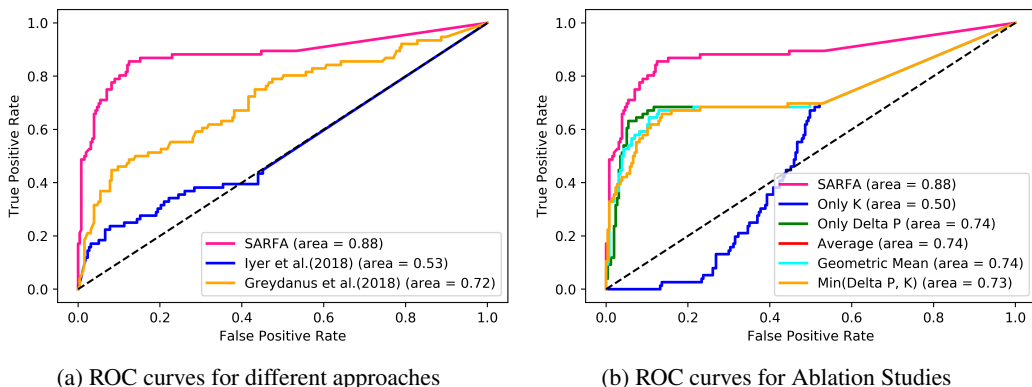 1.0
0.8
0.6
0.4
0.2
0.0
True Positive Rate
0.0 0.2 0.4 0.6 0.8 1.0
False Positive Rate
SARFA (area = 0.88)
Iyer et al.(2018) (area = 0.53)
Greydanus et al.(2018) (area = 0.72)
(a) ROC curves for different approaches
1.0
0.8
0.6
0.4
0.2
0.0
True Positive Rate
0.0 0.2 0.4 0.6 0.8 1.0
False Positive Rate
SARFA (area = 0.88)
Only K (area = 0.50)
Only Delta P (area = 0.74)
Average (area = 0.74)
Geometric Mean (area = 0.74)
Min(Delta P, K) (area = 0.73)
(b) ROC curves for Ablation Studies